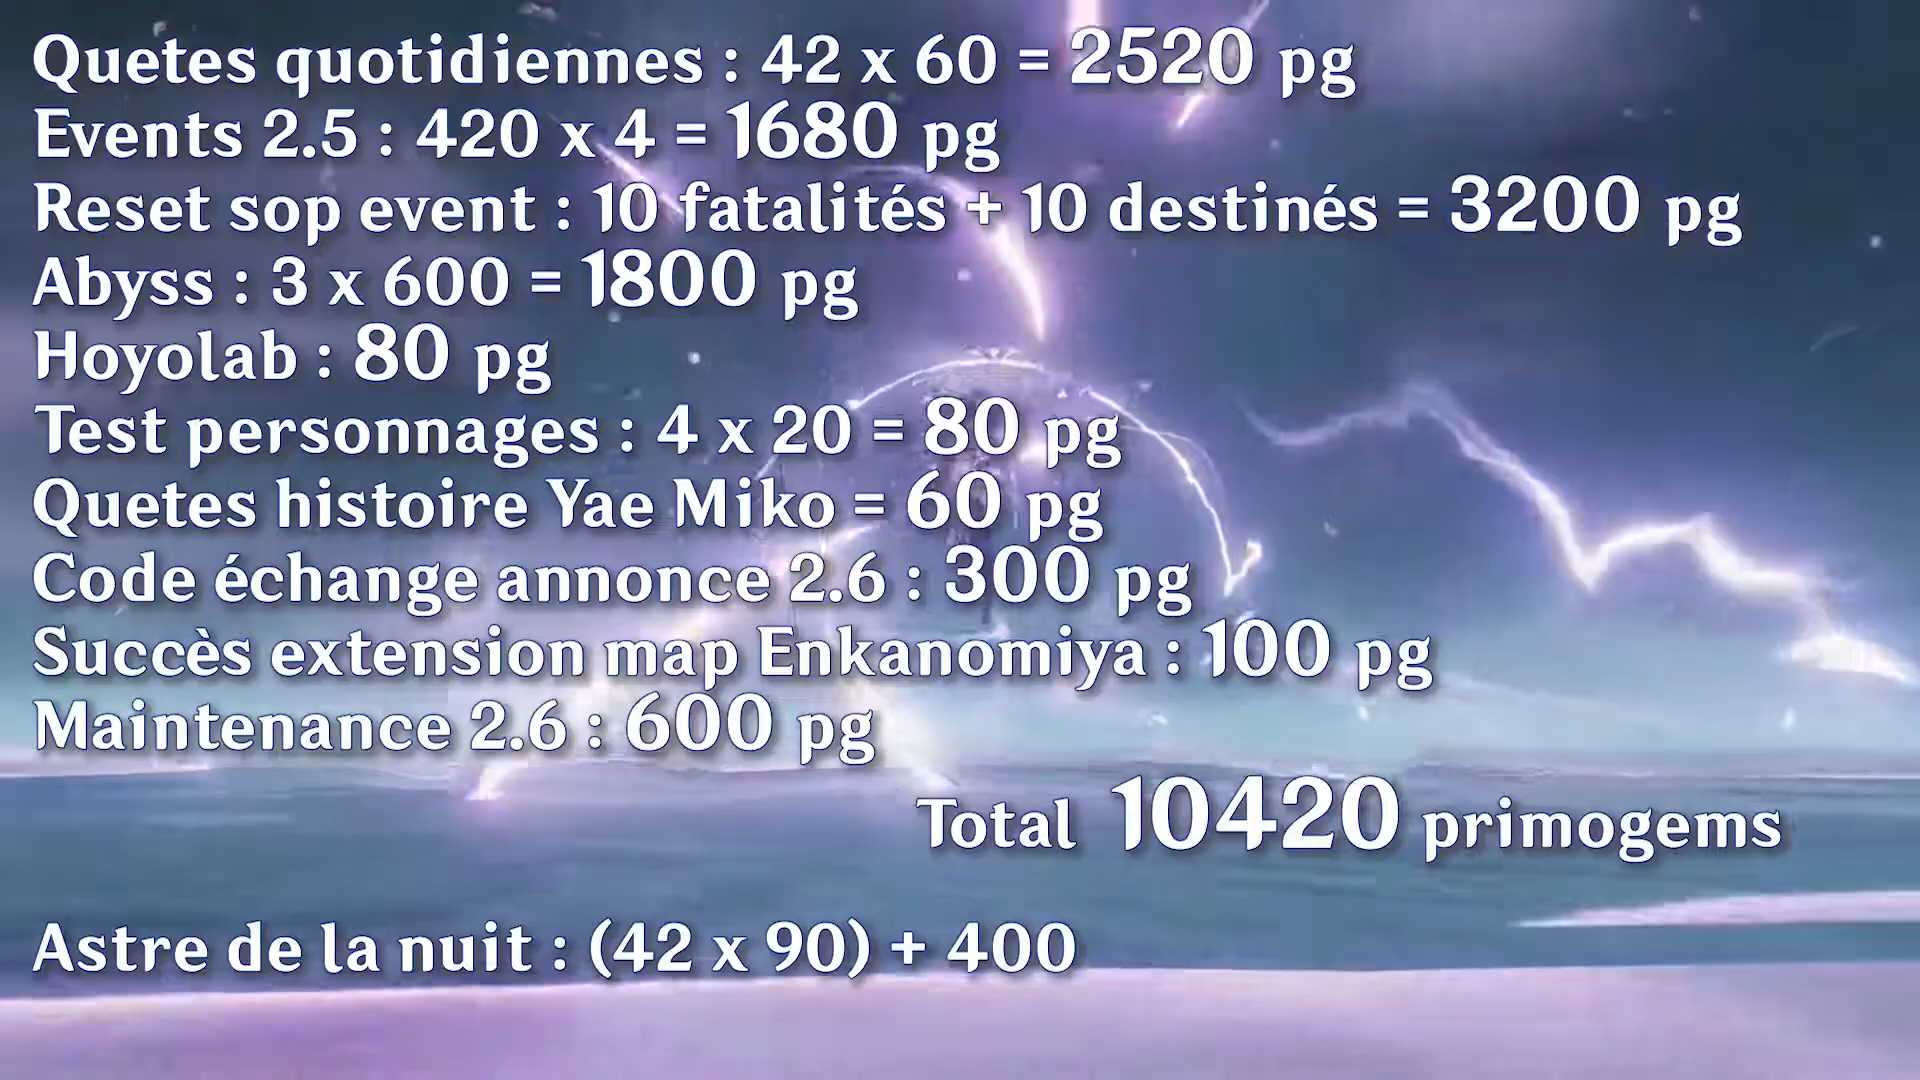 Quetes quotidiennes : 42 x 60 = 2520 pg
Events 2.5 : 420 x 4 = 1680 pg
Reset sop event : 10 fatalités + 10 destinés = 3200 pg
Abyss : 3 x 600 = 1800 pg
Hoyolab : 80 pg
Test personnages : 4 x 20 = 80 pg
Quetes histoire Yae Miko = 60 pg
Code échange annonce 2.6 : 300 pg
Succès extension map Enkanomiya : 100 pg
Maintenance 2.6 : 600 pg
Total 10420 primogems
Astre de la nuit : (42 x 90) + 400